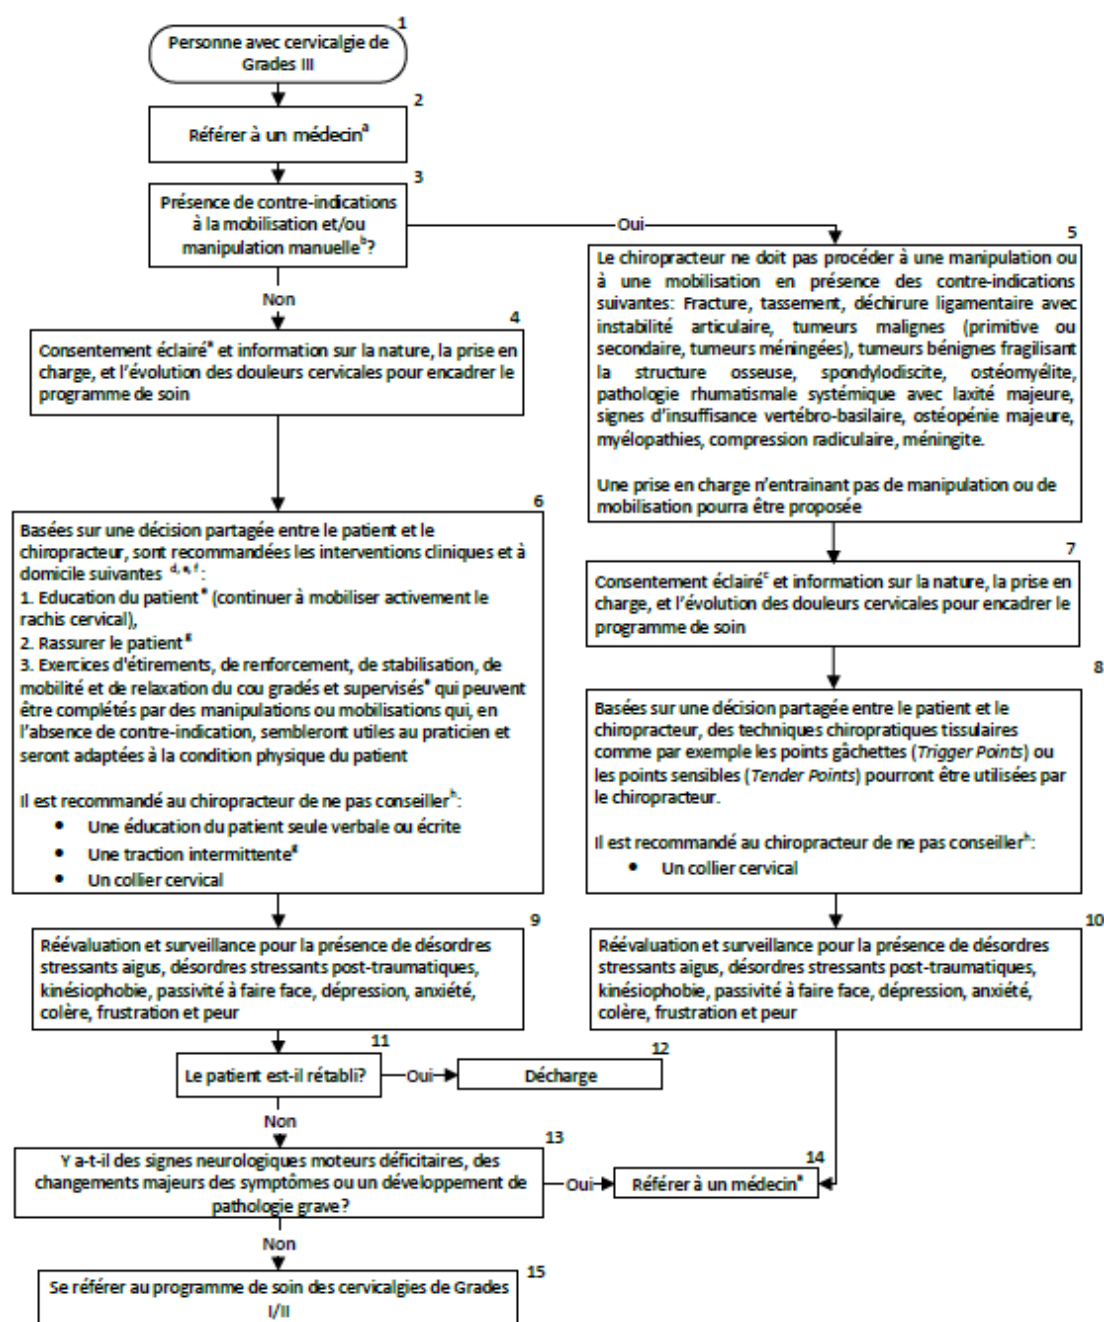 1
Personne avec cervicalgie de
Grades III
2
Référer à un médecin^a
3
Présence de contre-indications
à la mobilisation et/ou
manipulation manuelle^b?
Oui
Non
4
Consentement éclairé* et information sur la nature, la prise en
charge, et l'évolution des douleurs cervicales pour encadrer le
programme de soin
5
Le chiropracteur ne doit pas procéder à une manipulation ou
à une mobilisation en présence des contre-indications
suivantes: Fracture, tassement, déchirure ligamentaire avec
instabilité articulaire, tumeurs malignes (primitive ou
secondaire, tumeurs méningées), tumeurs bénignes fragilisant
la structure osseuse, spondylodiscite, ostéomyélite,
pathologie rhumatismale systémique avec laxité majeure,
signes d'insuffisance vertébro-basilaire, ostéopénie majeure,
myélopathies, compression radiculaire, méningite.
Une prise en charge n'entrainant pas de manipulation ou de
mobilisation pourra être proposée
6
Basées sur une décision partagée entre le patient et le
chiropracteur, sont recommandées les interventions cliniques et à
domicile suivantes ^d, e, f :
1. Education du patient* (continuer à mobiliser activement le
rachis cervical),
2. Rassurer le patient^g
3. Exercices d'étirements, de renforcement, de stabilisation, de
mobilité et de relaxation du cou gradés et supervisés* qui peuvent
être complétés par des manipulations ou mobilisations qui, en
l'absence de contre-indication, sembleront utiles au praticien et
seront adaptées à la condition physique du patient
Il est recommandé au chiropracteur de ne pas conseiller^h:
• Une éducation du patient seule verbale ou écrite
• Une traction intermittente^g
• Un collier cervical
7
Consentement éclairé^c et information sur la nature, la prise en
charge, et l'évolution des douleurs cervicales pour encadrer le
programme de soin
8
Basées sur une décision partagée entre le patient et le
chiropracteur, des techniques chiropratiques tissulaires
comme par exemple les points gâchettes (Trigger Points) ou
les points sensibles (Tender Points) pourront être utilisées par
le chiropracteur.
Il est recommandé au chiropracteur de ne pas conseiller^h:
• Un collier cervical
9
Réévaluation et surveillance pour la présence de désordres
stressants aigus, désordres stressants post-traumatiques,
kinésiophobie, passivité à faire face, dépression, anxiété,
colère, frustration et peur
10
Réévaluation et surveillance pour la présence de désordres
stressants aigus, désordres stressants post-traumatiques,
kinésiophobie, passivité à faire face, dépression, anxiété,
colère, frustration et peur
11
Le patient est-il rétabli?
Oui
12
Décharge
Non
13
Y a-t-il des signes neurologiques moteurs déficitaires, des
changements majeurs des symptômes ou un développement de
pathologie grave?
Oui
14
Référer à un médecin*
Non
15
Se référer au programme de soin des cervicalgies de Grades
I/II